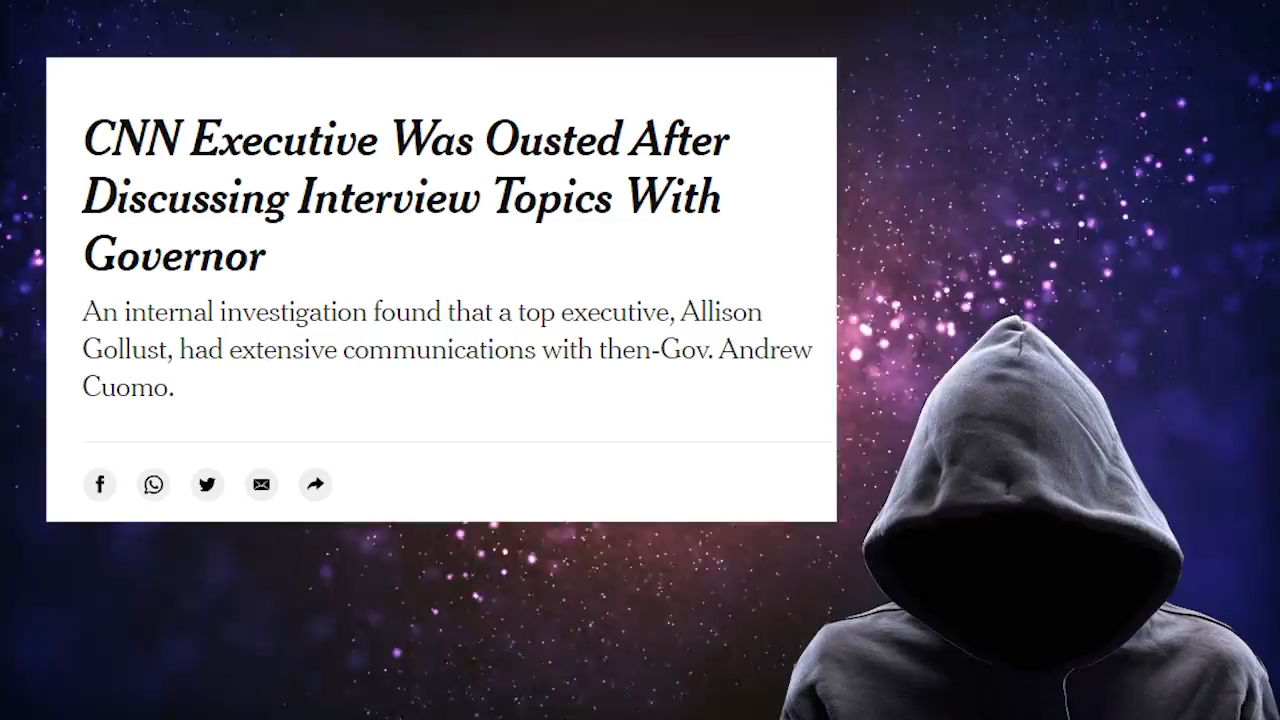 CNN Executive Was Ousted After
Discussing Interview Topics With
Governor
An internal investigation found that a top executive, Allison
Gollust, had extensive communications with then-Gov. Andrew
Cuomo.